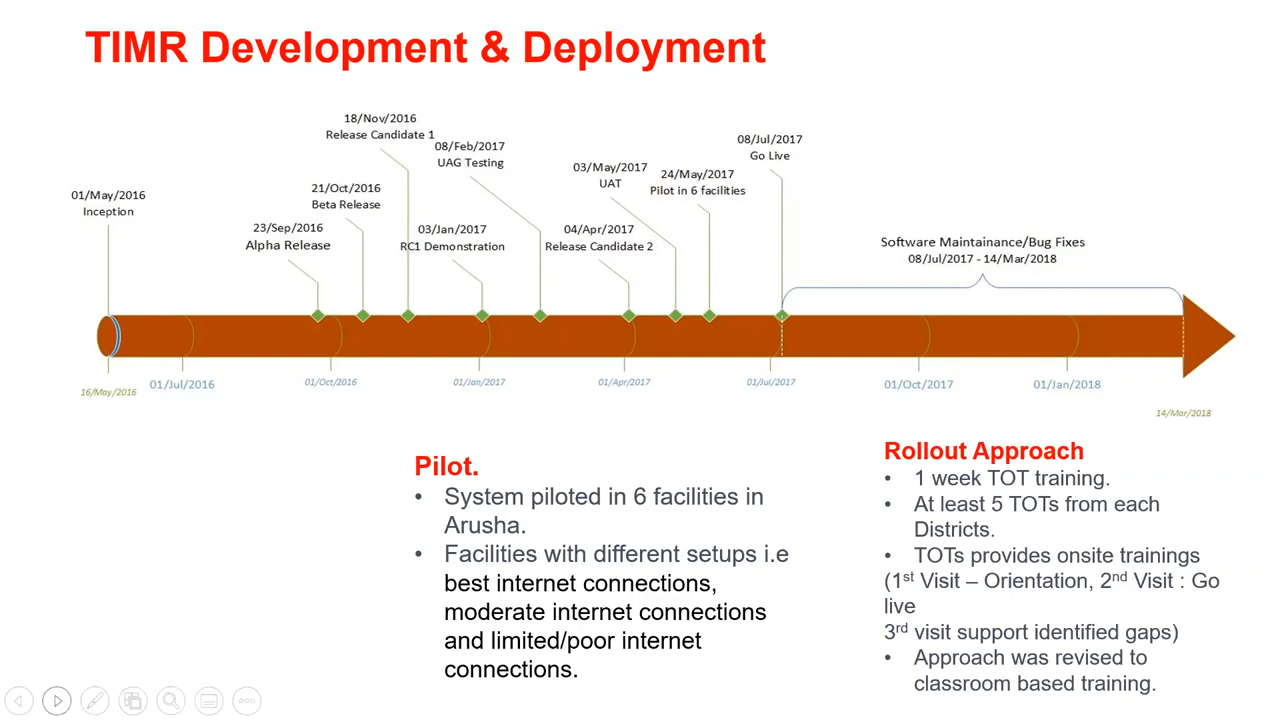 TIMR Development & Deployment
18/Nov/2016
Release Candidate 1
08/Jul/2017
Go Live
08/Feb/2017
UAG Testing
03/May/2017
UAT
24/May/2017
Pilot in 6 facilities
01/May/2016
Inception
21/Oct/2016
Beta Release
23/Sep/2016
Alpha Release
03/Jan/2017
RC1 Demonstration
04/Apr/2017
Release Candidate 2
Software Maintainance/Bug Fixes
08/Jul/2017 - 14/Mar/2018
16/May/2016
01/Jul/2016
01/Oct/2016
01/Jan/2017
01/Apr/2017
01/Jul/2017
01/Oct/2017
01/Jan/2018
14/Mar/2018
Pilot.
• System piloted in 6 facilities in
Arusha.
• Facilities with different setups i.e
best internet connections,
moderate internet connections
and limited/poor internet
connections.
Rollout Approach
• 1 week TOT training.
• At least 5 TOTs from each
Districts.
• TOTs provides onsite trainings
(1st Visit – Orientation, 2nd Visit : Go
live
3rd visit support identified gaps)
• Approach was revised to
classroom based training.